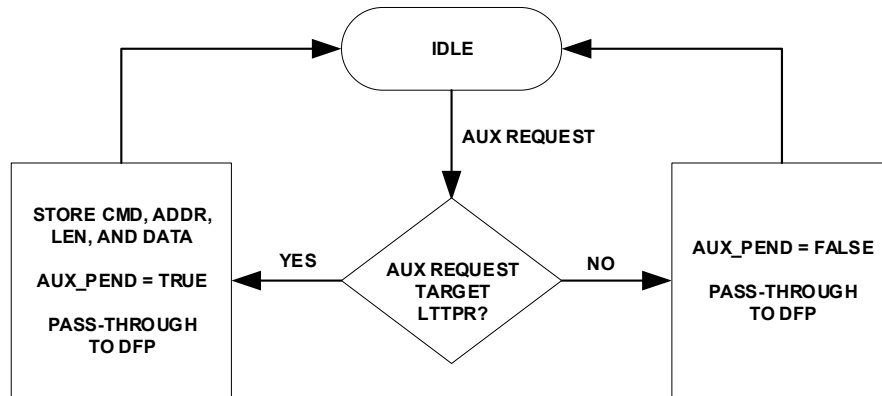 IDLE
AUX REQUEST
STORE CMD, ADDR,
LEN, AND DATA
AUX_PEND = TRUE
PASS-THROUGH
TO DFP
YES
AUX REQUEST
TARGET
LTTPR?
NO
AUX_PEND = FALSE
PASS-THROUGH
TO DFP